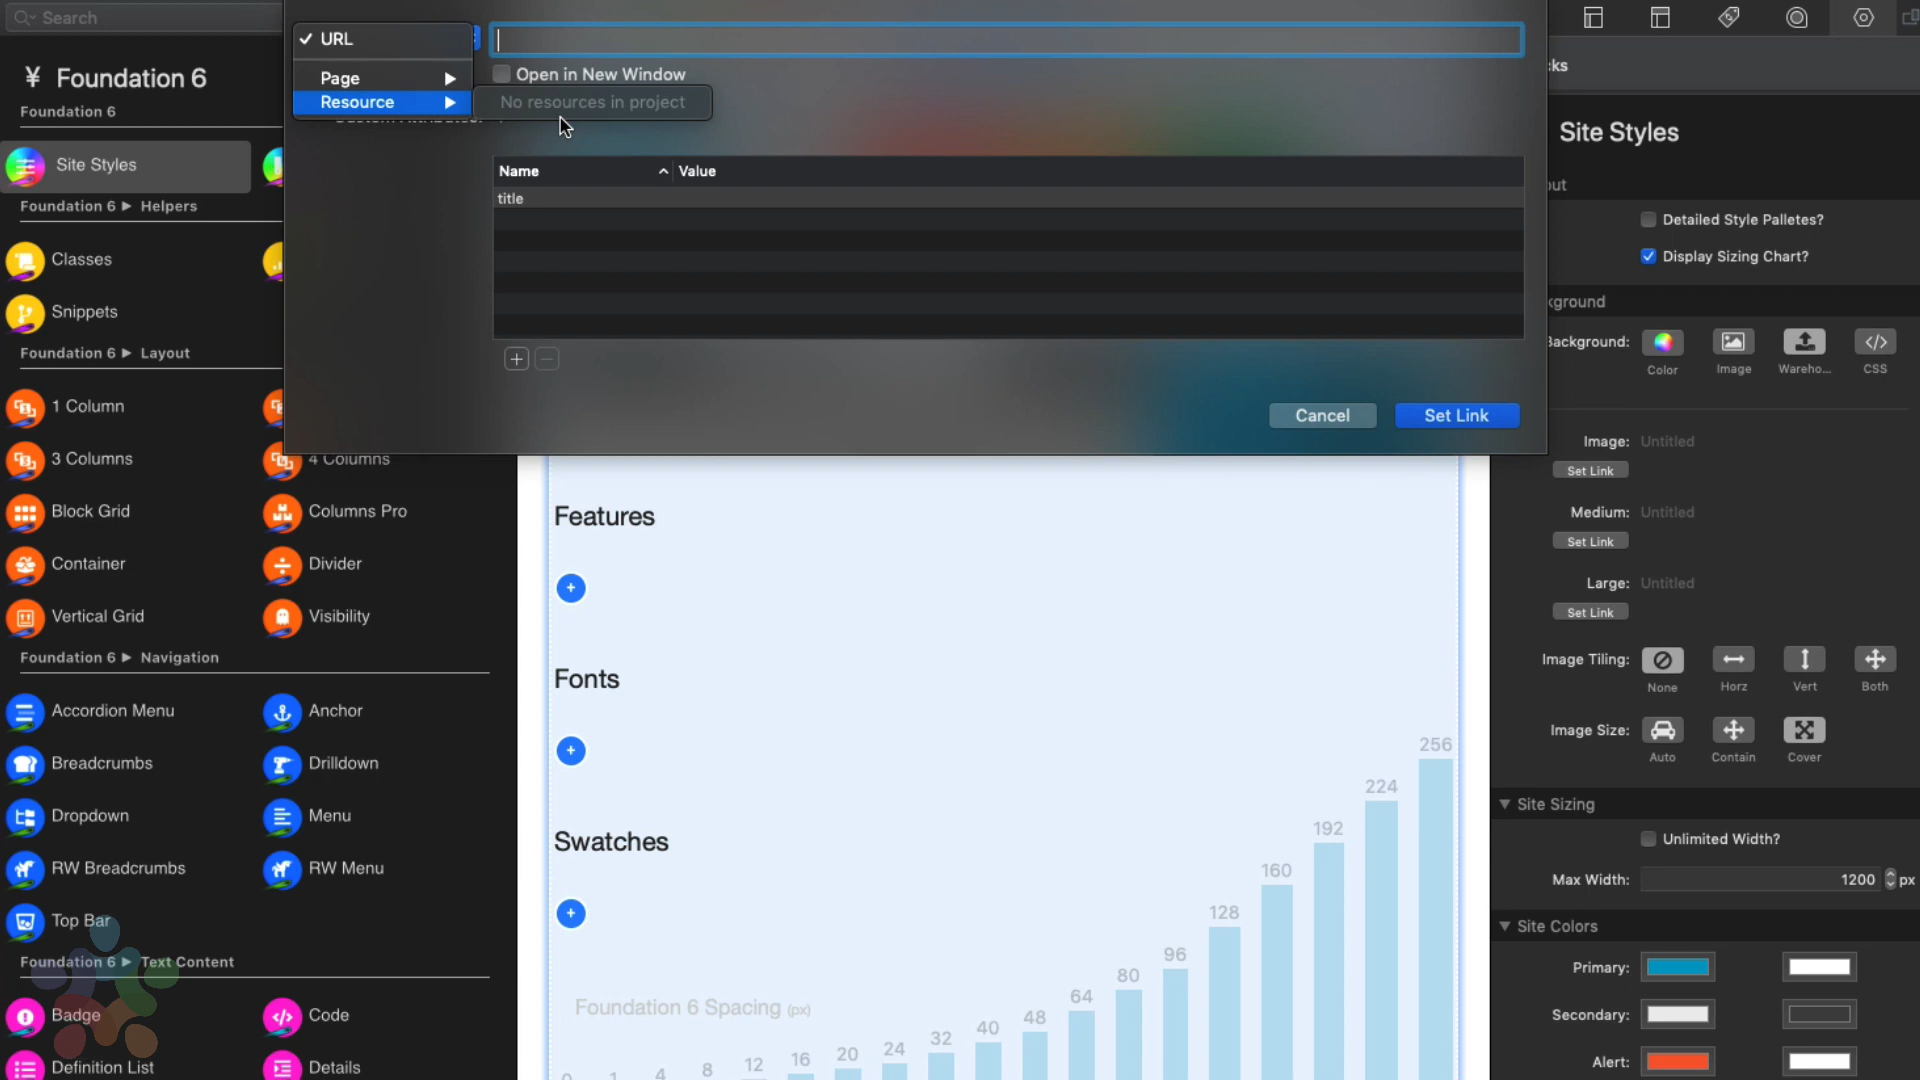 Search
¥ Foundation 6
Foundation 6
Site Styles
Foundation 6 ▶ Helpers
Classes
Snippets
Foundation 6 ▶ Layout
1 Column
3 Columns
4 Columns
Block Grid
Columns Pro
Container
Divider
Vertical Grid
Visibility
Foundation 6 ▶ Navigation
Accordion Menu
Anchor
Breadcrumbs
Drilldown
Dropdown
Menu
RW Breadcrumbs
RW Menu
Top Bar
Foundation 6 ▶ Text Content
Badge
Code
Definition List
Details
✓ URL
Page ▶
Resource ▶
No resources in project
Open in New Window
Name
Value
title
Cancel
Set Link
Features
Fonts
Swatches
Foundation 6 Spacing (px)
0
1
4
8
12
16
20
24
32
40
48
64
80
96
128
160
192
224
256
cks
Site Styles
out
Detailed Style Palletes?
Display Sizing Chart?
kground
Background:
Color
Image
Wareho...
CSS
Image: Untitled
Set Link
Medium: Untitled
Set Link
Large: Untitled
Set Link
Image Tiling:
None
Horz
Vert
Both
Image Size:
Auto
Contain
Cover
▼ Site Sizing
Unlimited Width?
Max Width: 1200 px
▼ Site Colors
Primary:
Secondary:
Alert: